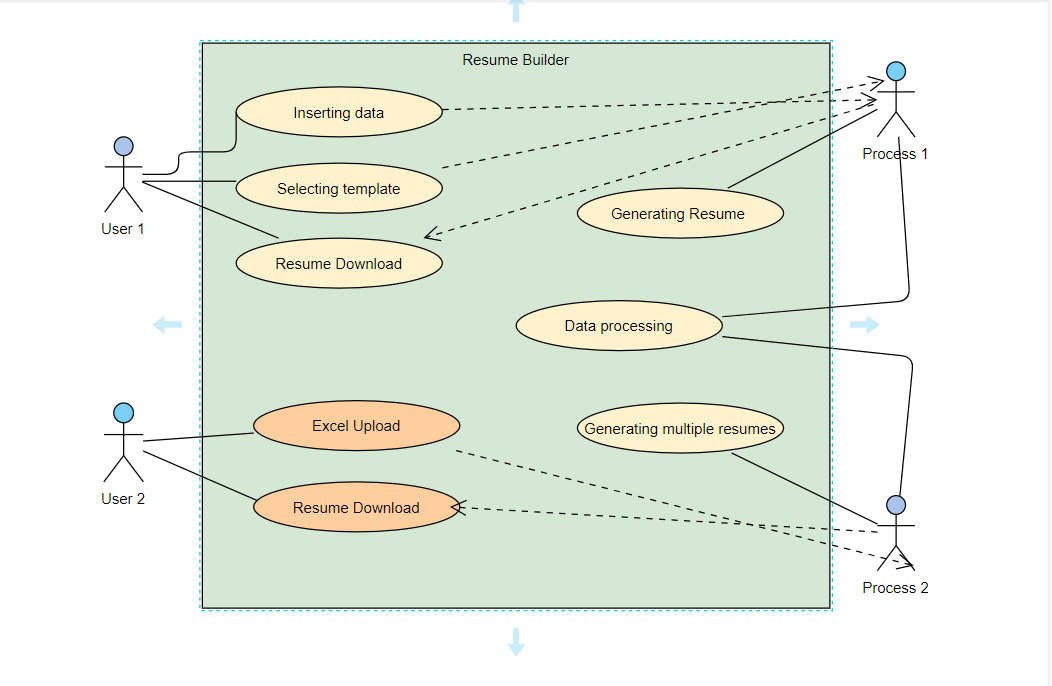 Resume Builder
Inserting data
Process 1
Selecting template
Generating Resume
User 1
Resume Download
Data processing
Excel Upload
Generating multiple resumes
User 2
Resume Download
Process 2